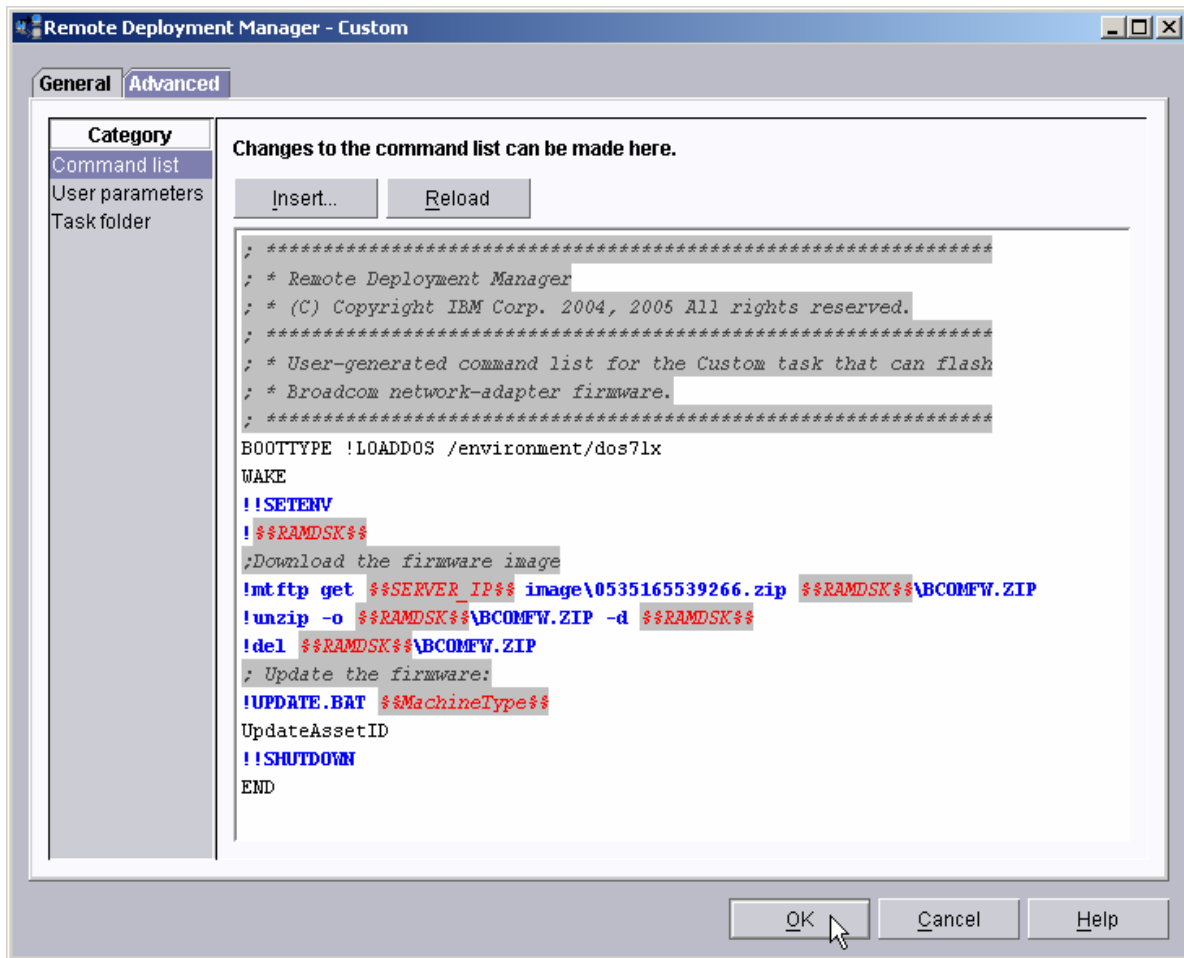 Remote Deployment Manager - Custom
General Advanced
Category
Command list
User parameters
Task folder
Changes to the command list can be made here.
Insert... Reload
; ****************************************************************
; * Remote Deployment Manager
; * (C) Copyright IBM Corp. 2004, 2005 All rights reserved.
; ****************************************************************
; * User-generated command list for the Custom task that can flash
; * Broadcom network-adapter firmware.
; ****************************************************************
BOOTTYPE !LOADDOS /environment/dos71x
WAKE
!!SETENV
!%%RAMDSK%%
;Download the firmware image
!mtftp get %%SERVER_IP%% image\0535165539266.zip %%RAMDSK%%\BCOMFW.ZIP
!unzip -o %%RAMDSK%%\BCOMFW.ZIP -d %%RAMDSK%%
!del %%RAMDSK%%\BCOMFW.ZIP
; Update the firmware:
!UPDATE.BAT %%MachineType%%
UpdateAssetID
!!SHUTDOWN
END
OK Cancel Help